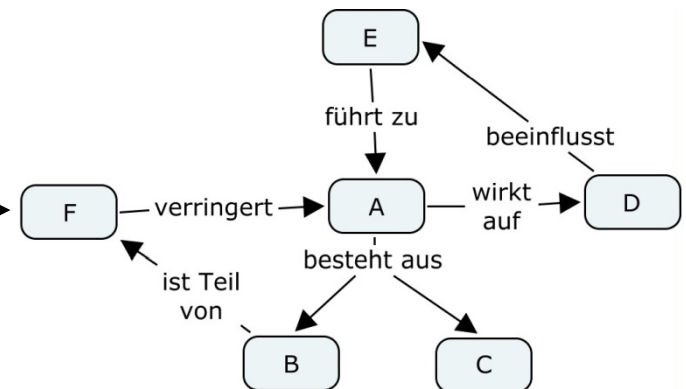 E
führt zu
beeinflusst
F
verringert
A
wirkt
auf
D
besteht aus
ist Teil
von
B
C